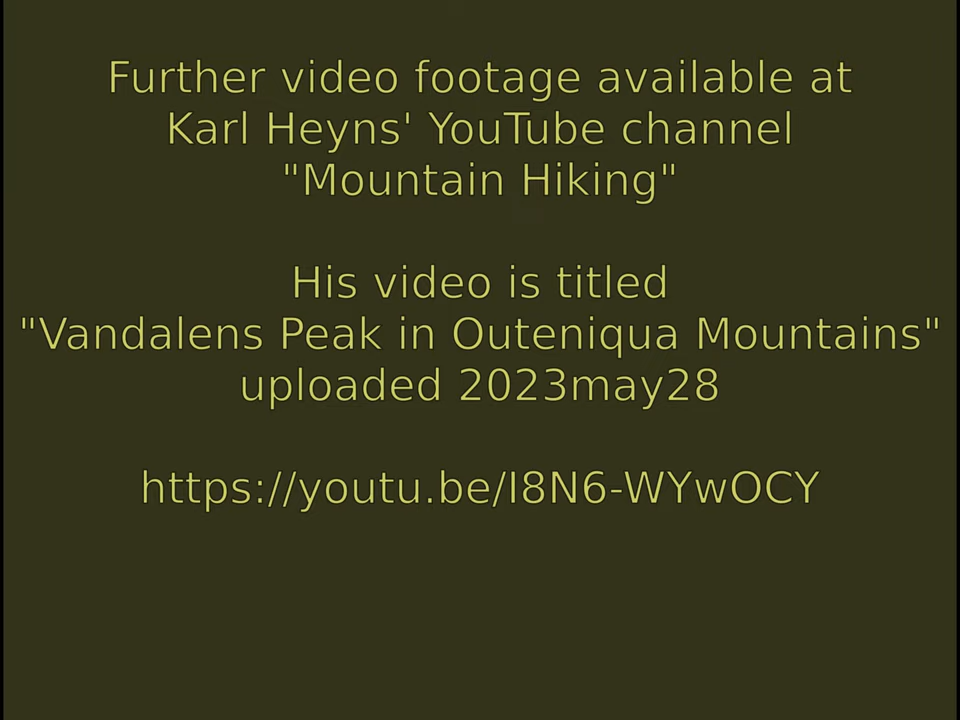 Further video footage available at
Karl Heyns' YouTube channel
"Mountain Hiking"
His video is titled
"Vandalens Peak in Outeniqua Mountains"
uploaded 2023may28
https://youtu.be/I8N6-WYwOCY